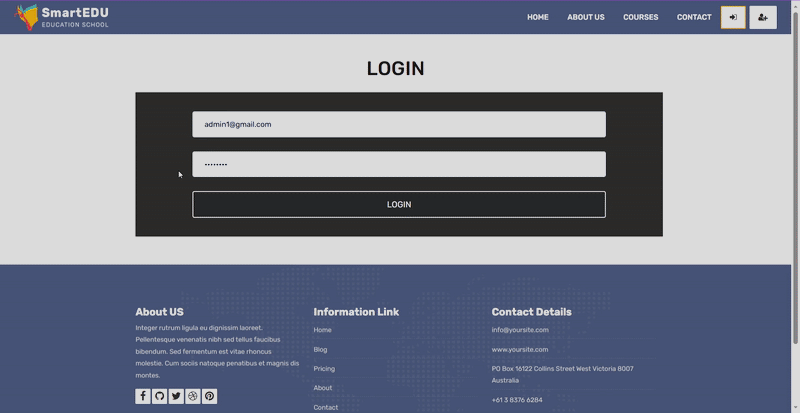 SmartEDU
EDUCATION SCHOOL
HOME
ABOUT US
COURSES
CONTACT
LOGIN
admin1@gmail.com
••••••••
LOGIN
About US
Integer rutrum ligula eu dignissim laoreet.
Pellentesque venenatis nibh sed tellus faucibus
bibendum. Sed fermentum est vitae rhoncus
molestie. Cum sociis natoque penatibus et magnis dis
montes.
Information Link
Home
Blog
Pricing
About
Contact
Contact Details
info@yoursite.com
www.yoursite.com
PO Box 16122 Collins Street West Victoria 8007
Australia
+61 3 8376 6284